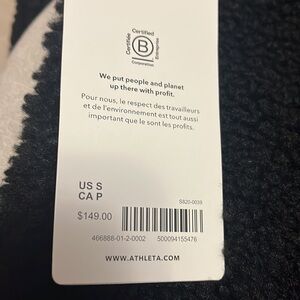 Certified
Certifiée
Entreprise
B
Corporation
We put people and planet
up there with profit.
Pour nous, le respect des travailleurs
et de l'environnement est tout aussi
important que le sont les profits.
US S
CA P
S820-0039
$149.00
466888-01-2-0002 500094155476
WWW.ATHLETA.COM